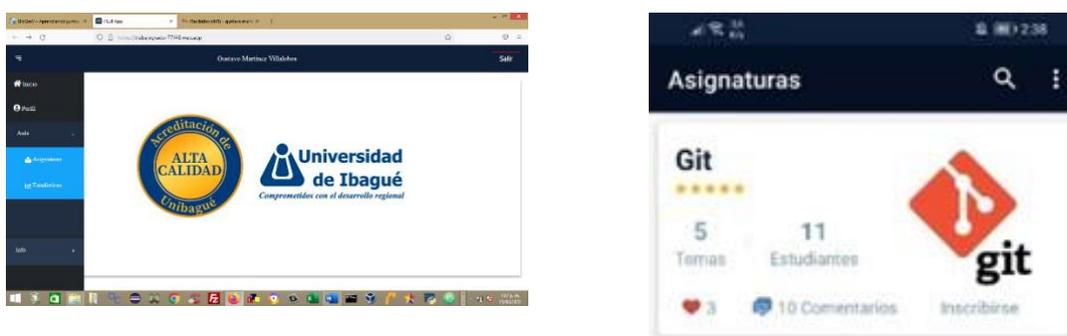 Gustavo Martínez Villalobos
Salir
Inicio
Perfil
Aula
Asignaturas
Estadísticas
Info
Acreditación de
ALTA
CALIDAD
Unibagué
Universidad
de Ibagué
Comprometidos con el desarrollo regional
2:38
Asignaturas
Git
5
11
Temas
Estudiantes
git
3
10 Comentarios
Inscribirse